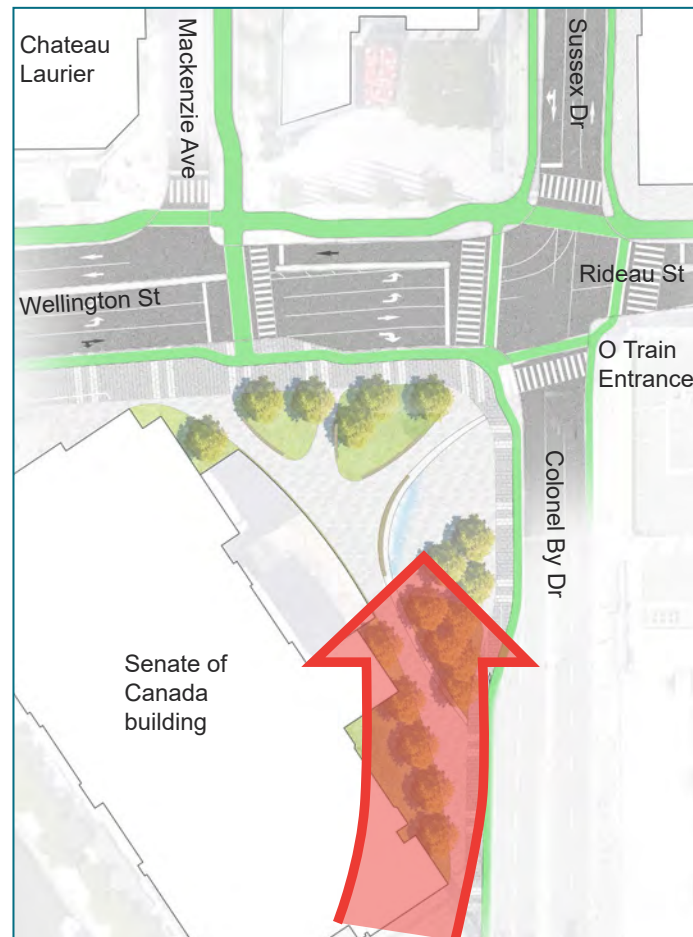 Chateau
Laurier
Mackenzie Ave
Sussex Dr
Wellington St
Rideau St
O Train
Entrance
Colonel By Dr
Senate of
Canada
building